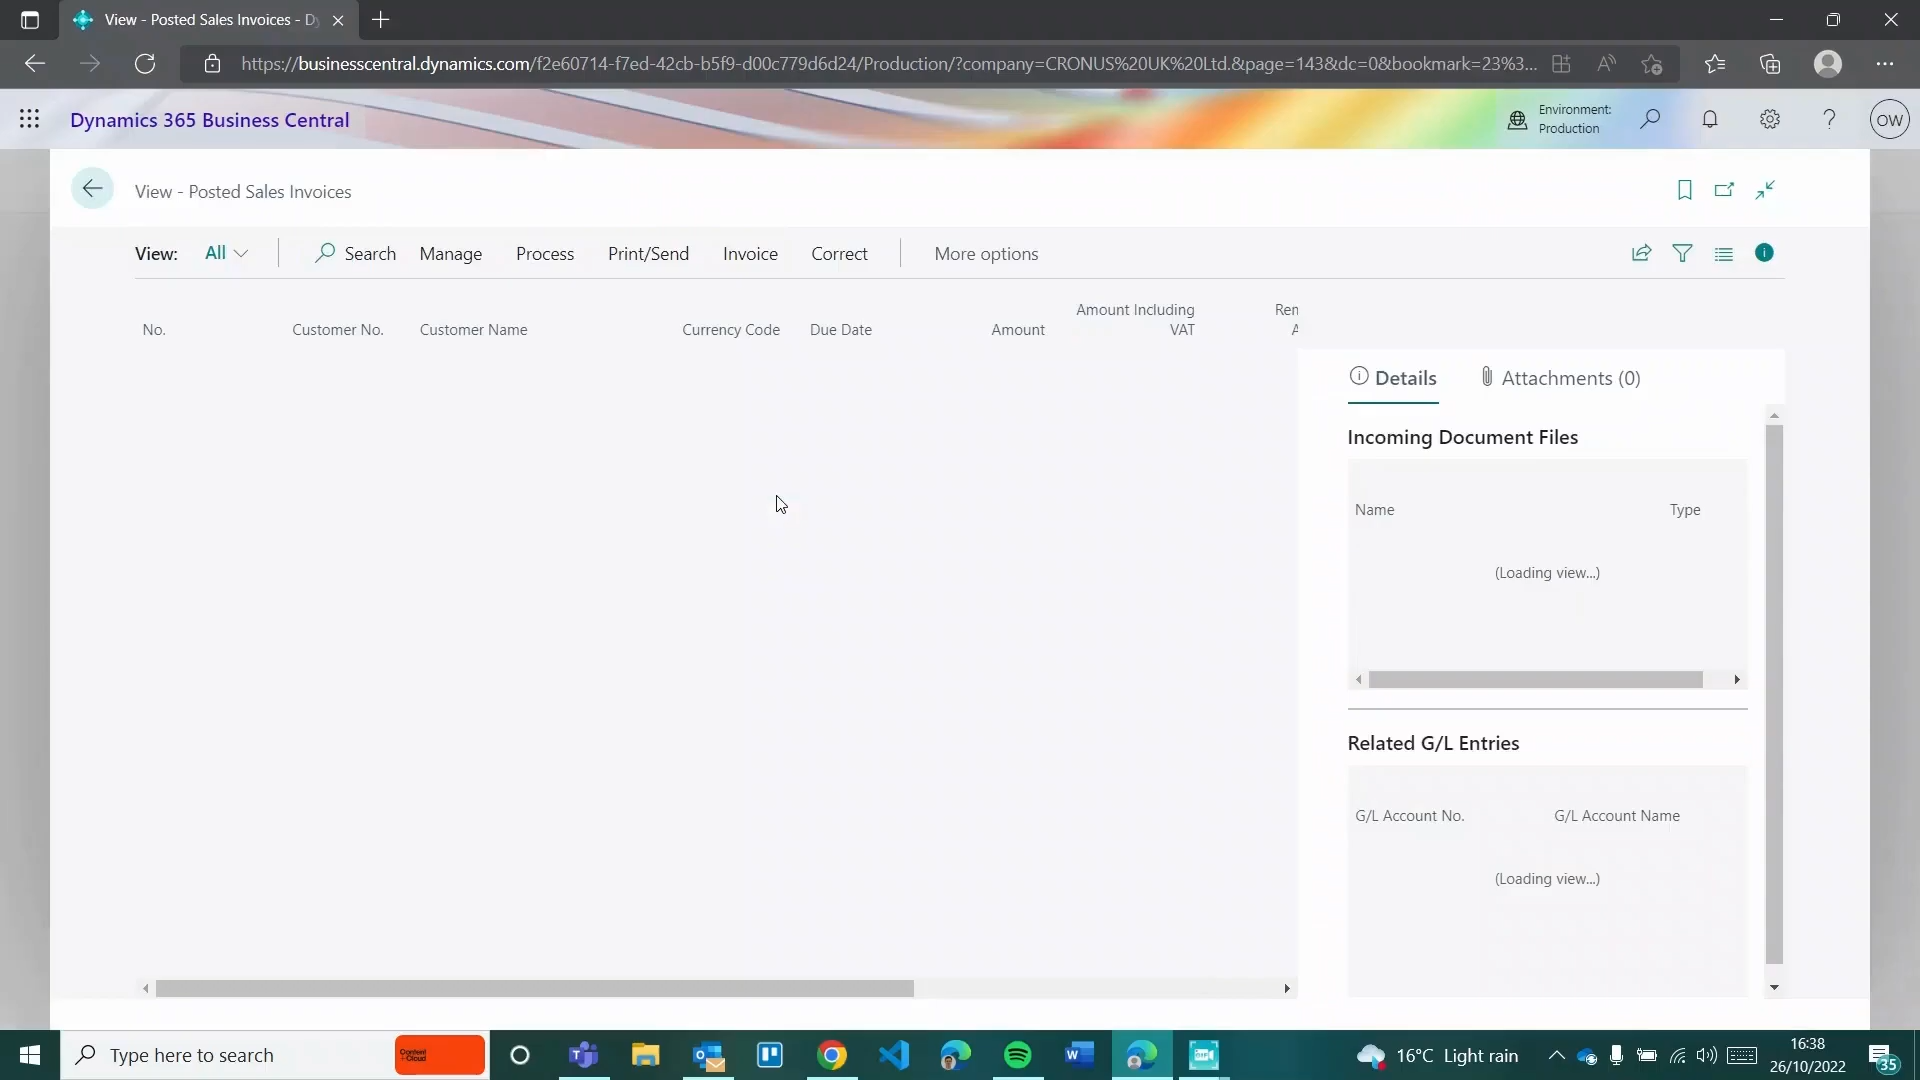 View - Posted Sales Invoices - D
https://businesscentral.dynamics.com/f2e60714-f7ed-42cb-b5f9-d00c779d6d24/Production/?company=CRONUS%20UK%20Ltd.&page=143&dc=0&bookmark=23%3...
Dynamics 365 Business Central
Environment:
Production
OW
View - Posted Sales Invoices
View: All Search Manage Process Print/Send Invoice Correct More options
No. Customer No. Customer Name Currency Code Due Date Amount Amount Including VAT Ren
A
Details Attachments (0)
Incoming Document Files
Name Type
(Loading view...)
Related G/L Entries
G/L Account No. G/L Account Name
(Loading view...)
Type here to search
Content
+Cloud
16°C Light rain
16:38
26/10/2022
35